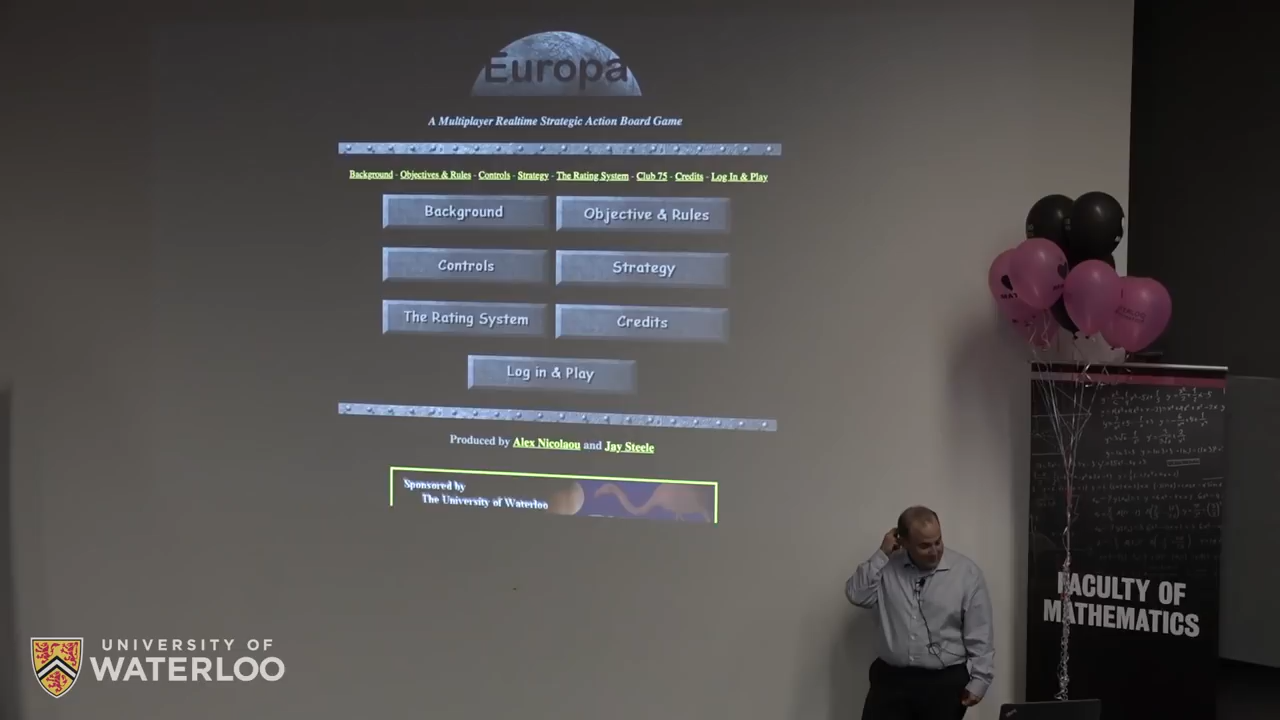 Europa
A Multiplayer Realtime Strategic Action Board Game
Background - Objectives & Rules - Controls - Strategy - The Rating System - Club 75 - Credits - Log In & Play
Background
Objective & Rules
Controls
Strategy
The Rating System
Credits
Log in & Play
Produced by Alex Nicolaou and Jay Steele
Sponsored by
The University of Waterloo
FACULTY OF
MATHEMATICS
UNIVERSITY OF
WATERLOO